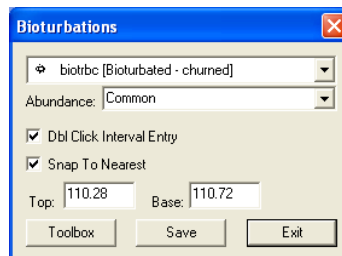 Bioturbations
biotrbc [Bioturbated - churned]
Abundance: Common
Dbl Click Interval Entry
Snap To Nearest
Top: 110.28 Base: 110.72
Toolbox Save Exit